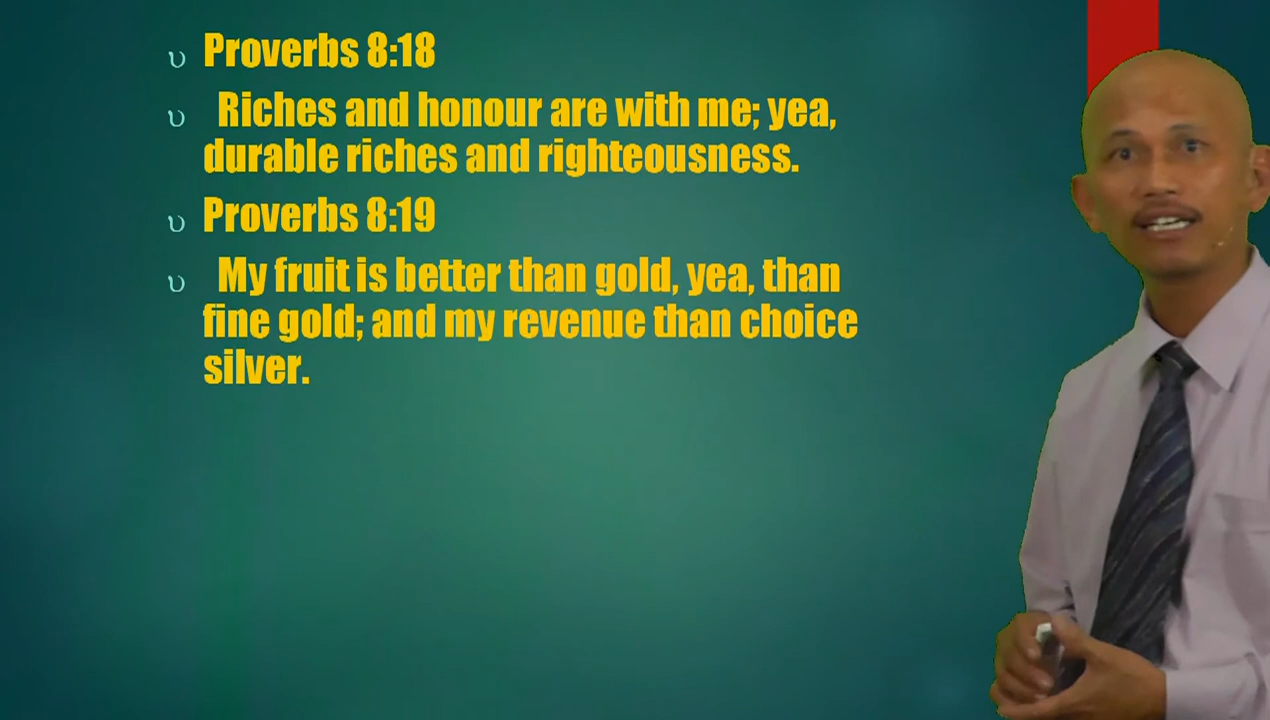 υ Proverbs 8:18
υ Riches and honour are with me; yea,
durable riches and righteousness.
υ Proverbs 8:19
υ My fruit is better than gold, yea, than
fine gold; and my revenue than choice
silver.